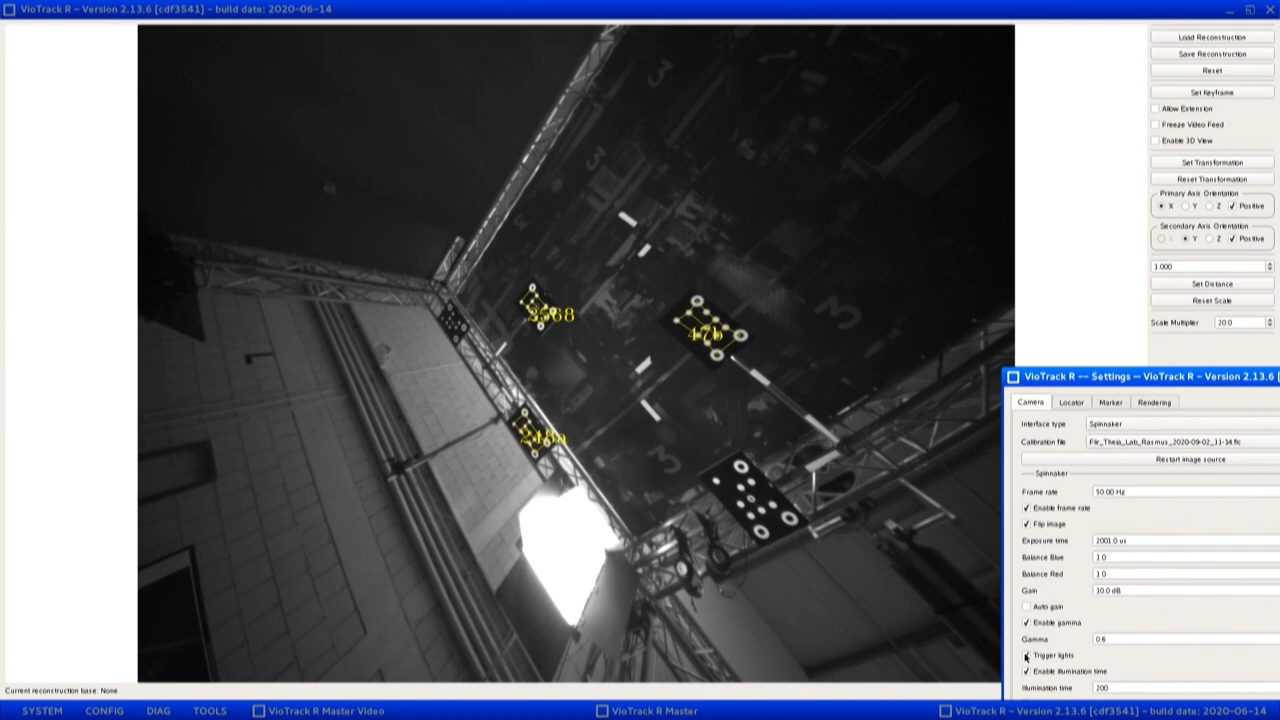 VioTrack R - Version 2.13.6 [cdf3541] - build date: 2020-06-14
Load Reconstruction
Save Reconstruction
Reset
Set Keyframe
Allow Extension
Freeze Video Feed
Enable 3D View
Set Transformation
Reset Transformation
Primary Axis Orientation
X Y Z Positive
Secondary Axis Orientation
X Y Z Positive
1.000
Set Distance
Reset Scale
Scale Multiplier 20.0
3
3
3
3
2568
47b
VioTrack R -- Settings — VioTrack R - Version 2.13.6 [
Camera Locator Marker Rendering
Interface type Spinnaker
Calibration file
Restart image source
Spinnaker
Frame rate 50.00 Hz
Enable frame rate
Flip image
Exposure time 2001.0 us
Balance Blue 1.0
Balance Red 1.0
Gain 10.0 dB
Auto gain
Enable gamma
Gamma 0.6
Trigger lights
Enable illumination time
Illumination time 200
Current reconstruction base: None
SYSTEM CONFIG DIAG TOOLS VioTrack R Master Video VioTrack R Master VioTrack R - Version 2.13.6 [cdf3541] - build date: 2020-06-14